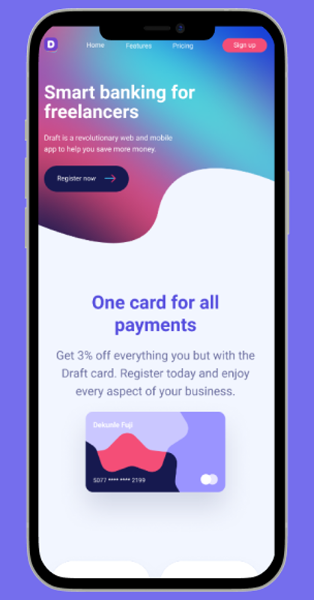 D
Home Features Pricing Sign up
Smart banking for
freelancers
Draft is a revolutionary web and mobile
app to help you save more money.
Register now
One card for all
payments
Get 3% off everything you but with the
Draft card. Register today and enjoy
every aspect of your business.
Dekunle Fuji
5077 **** **** 2199